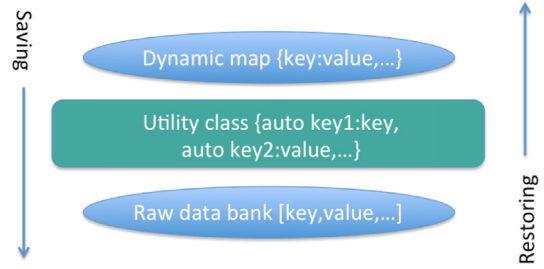 Saving
Dynamic map {key:value,...}
Utility class {auto key1:key,
auto key2:value,...}
Raw data bank [key,value,...]
Restoring